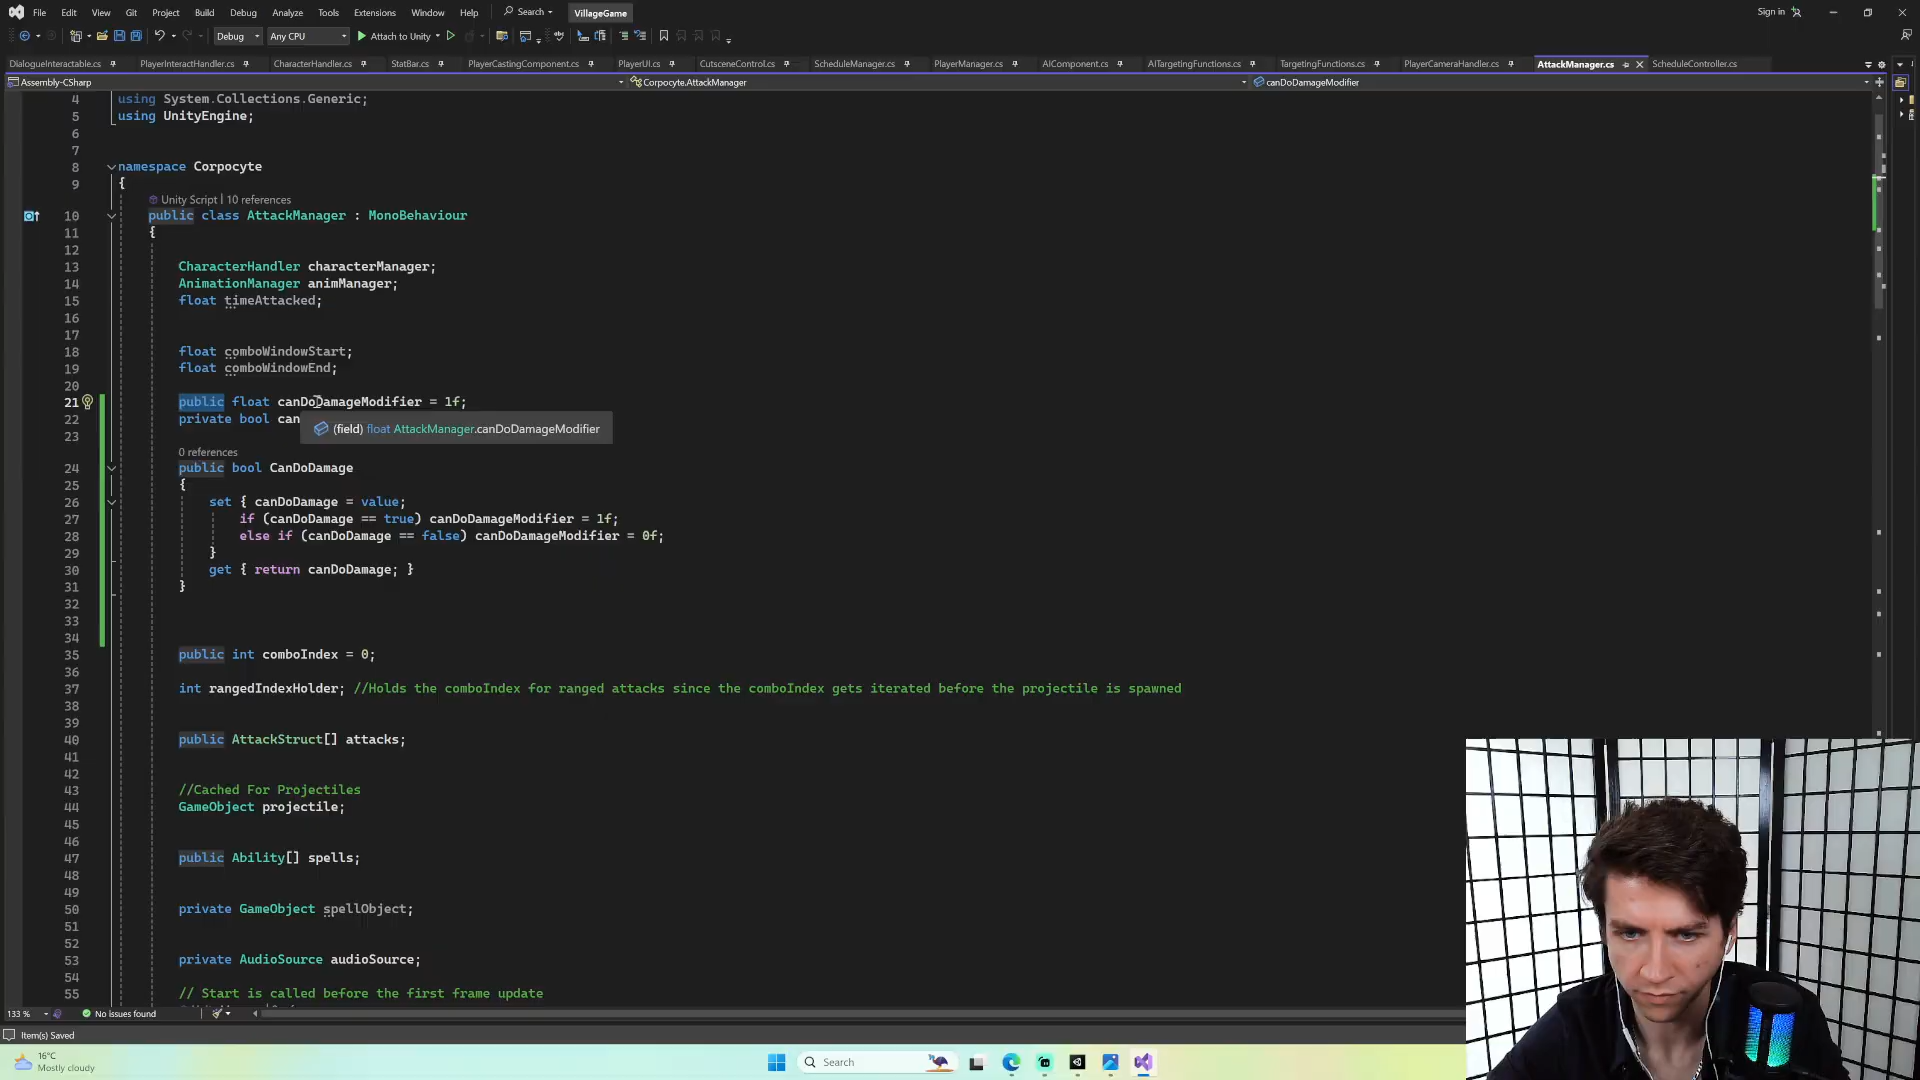 File Edit View Git Project Build Debug Analyze Tools Extensions Window Help Search VillageGame Sign in
Debug Any CPU Attach to Unity
DialogueInteractable.cs PlayerInteractHandler.cs CharacterHandler.cs StatBar.cs PlayerCastingComponent.cs PlayerUI.cs CutsceneControl.cs ScheduleManager.cs PlayerManager.cs AIComponent.cs AITargetingFunctions.cs TargetingFunctions.cs PlayerCameraHandler.cs AttackManager.cs ScheduleController.cs
Assembly-CSharp Corpocyte.AttackManager canDoDamageModifier
4 using System.Collections.Generic;
5 using UnityEngine;
6
7
8 namespace Corpocyte
9 {
Unity Script | 10 references
10 public class AttackManager : MonoBehaviour
11 {
12
13 CharacterHandler characterManager;
14 AnimationManager animManager;
15 float timeAttacked;
16
17
18 float comboWindowStart;
19 float comboWindowEnd;
20
21 public float canDoDamageModifier = 1f;
22 private bool can
(field) float AttackManager.canDoDamageModifier
23
0 references
24 public bool CanDoDamage
25 {
26 set { canDoDamage = value;
27 if (canDoDamage == true) canDoDamageModifier = 1f;
28 else if (canDoDamage == false) canDoDamageModifier = 0f;
29 }
30 get { return canDoDamage; }
31 }
32
33
34
35 public int comboIndex = 0;
36
37 int rangedIndexHolder; //Holds the comboIndex for ranged attacks since the comboIndex gets iterated before the projectile is spawned
38
39
40 public AttackStruct[] attacks;
41
42
43 //Cached For Projectiles
44 GameObject projectile;
45
46
47 public Ability[] spells;
48
49
50 private GameObject spellObject;
51
52
53 private AudioSource audioSource;
54
55 // Start is called before the first frame update
133 % No issues found
Item(s) Saved
16°C
Mostly cloudy
Search